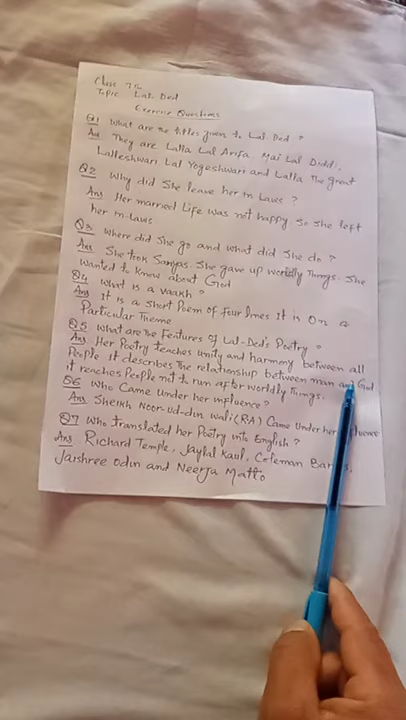 Class 7th
Topic Lal Ded
Exercise Questions
Q1 What are the titles given to Lal Ded ?
Ans They are Lalla Lal Arifa, Mai Lal Diddi,
Lalleshwari Lal Yogeshwari and Lalla The great
Q2 Why did She leave her in Laws ?
Ans Her married Life was not happy So She left
her in-Laws
Q3 Where did She go and what did She do ?
Ans. She took Sanyas. She gave up worldly Things. She
wanted to know about God
Q4 What is a vaakh ?
Ans It is a Short Poem of four lines It is On a
Particular Theme
Q5 What are the Features of Lal-Ded's Poetry ?
Ans Her Poetry teaches unity and harmony between all
People It describes the relationship between man and God
it teaches People not to run after worldly Things.
Q6 Who Came Under her influence ?
Ans Sheikh Noor-ud-din wali (RA) Came Under her influence
Q7 Who translated her Poetry into English ?
Ans Richard Temple, Jaylal Kaul, Coleman
Jaishree Odin and Neerja Matto